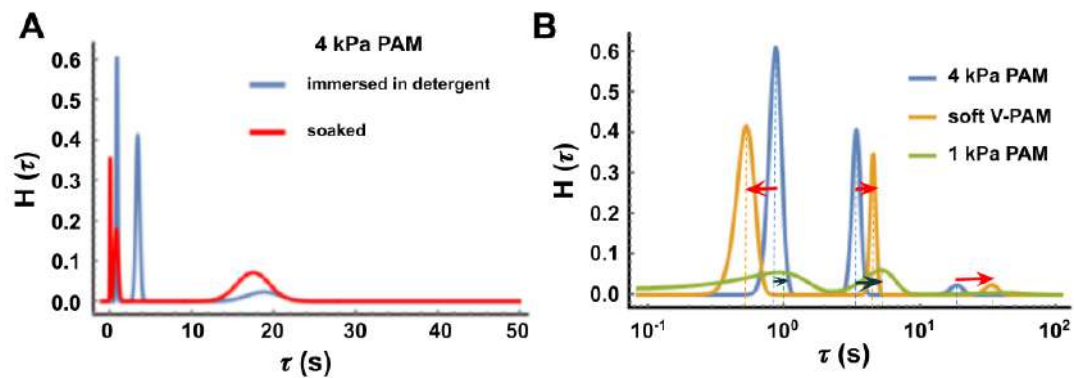 A
4 kPa PAM
immersed in detergent
soaked
H (τ)
0.6
0.5
0.4
0.3
0.2
0.1
0.0
0
10
20
30
40
50
τ (s)
B
4 kPa PAM
soft V-PAM
1 kPa PAM
H (τ)
0.6
0.5
0.4
0.3
0.2
0.1
0.0
10⁻¹
10⁰
10¹
10²
τ (s)